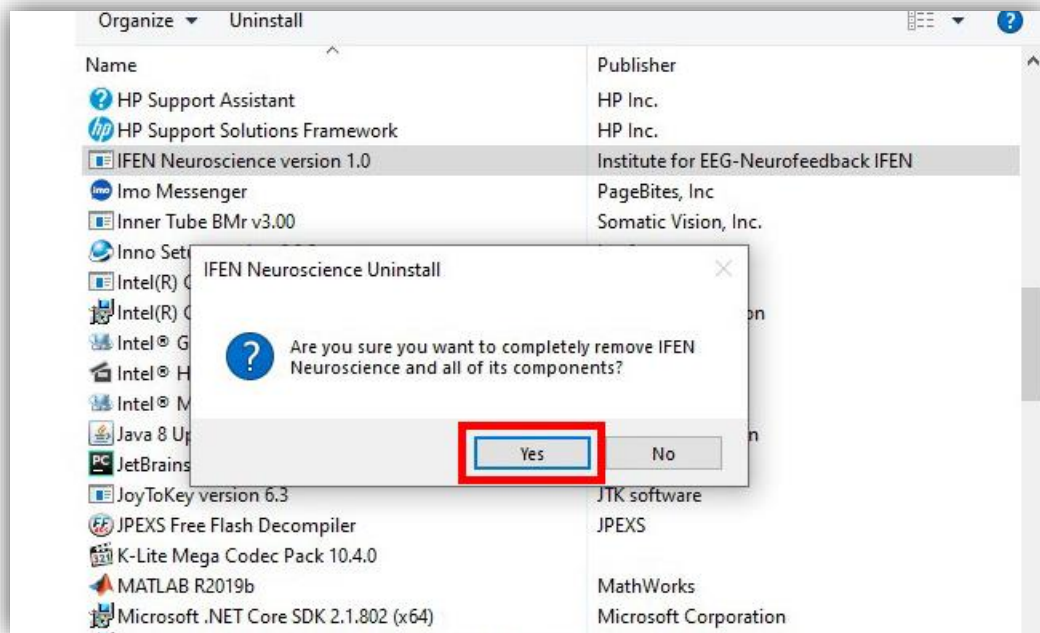 Organize Uninstall
Name Publisher
HP Support Assistant HP Inc.
HP Support Solutions Framework HP Inc.
IFEN Neuroscience version 1.0 Institute for EEG-Neurofeedback IFEN
Imo Messenger PageBites, Inc
Inner Tube BMr v3.00 Somatic Vision, Inc.
Inno
IFEN Neuroscience Uninstall
Intel(R)
Intel(R)
Intel®
Are you sure you want to completely remove IFEN
Neuroscience and all of its components?
Intel®
Intel®
Java 8
Yes No
JetBrains
JoyToKey version 6.3 JTK software
JPEXS Free Flash Decompiler JPEXS
K-Lite Mega Codec Pack 10.4.0
MATLAB R2019b MathWorks
Microsoft .NET Core SDK 2.1.802 (x64) Microsoft Corporation